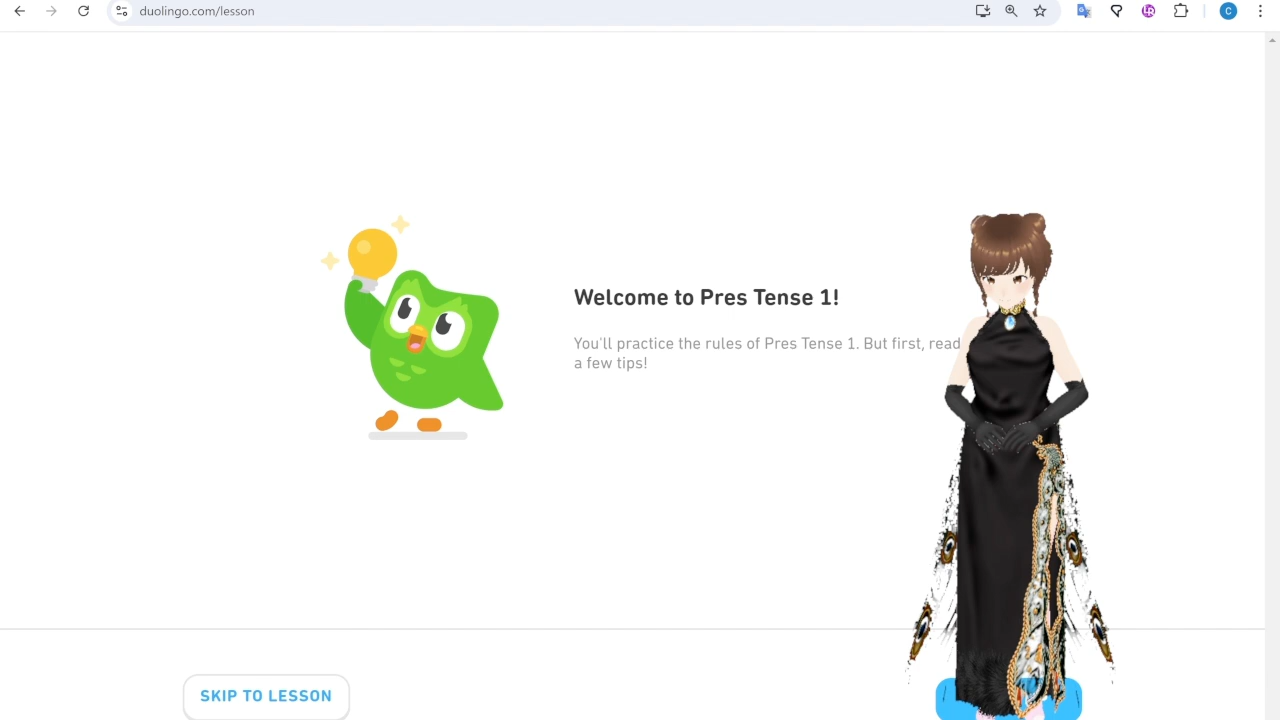 duolingo.com/lesson
C
Welcome to Pres Tense 1!
You'll practice the rules of Pres Tense 1. But first, read
a few tips!
SKIP TO LESSON